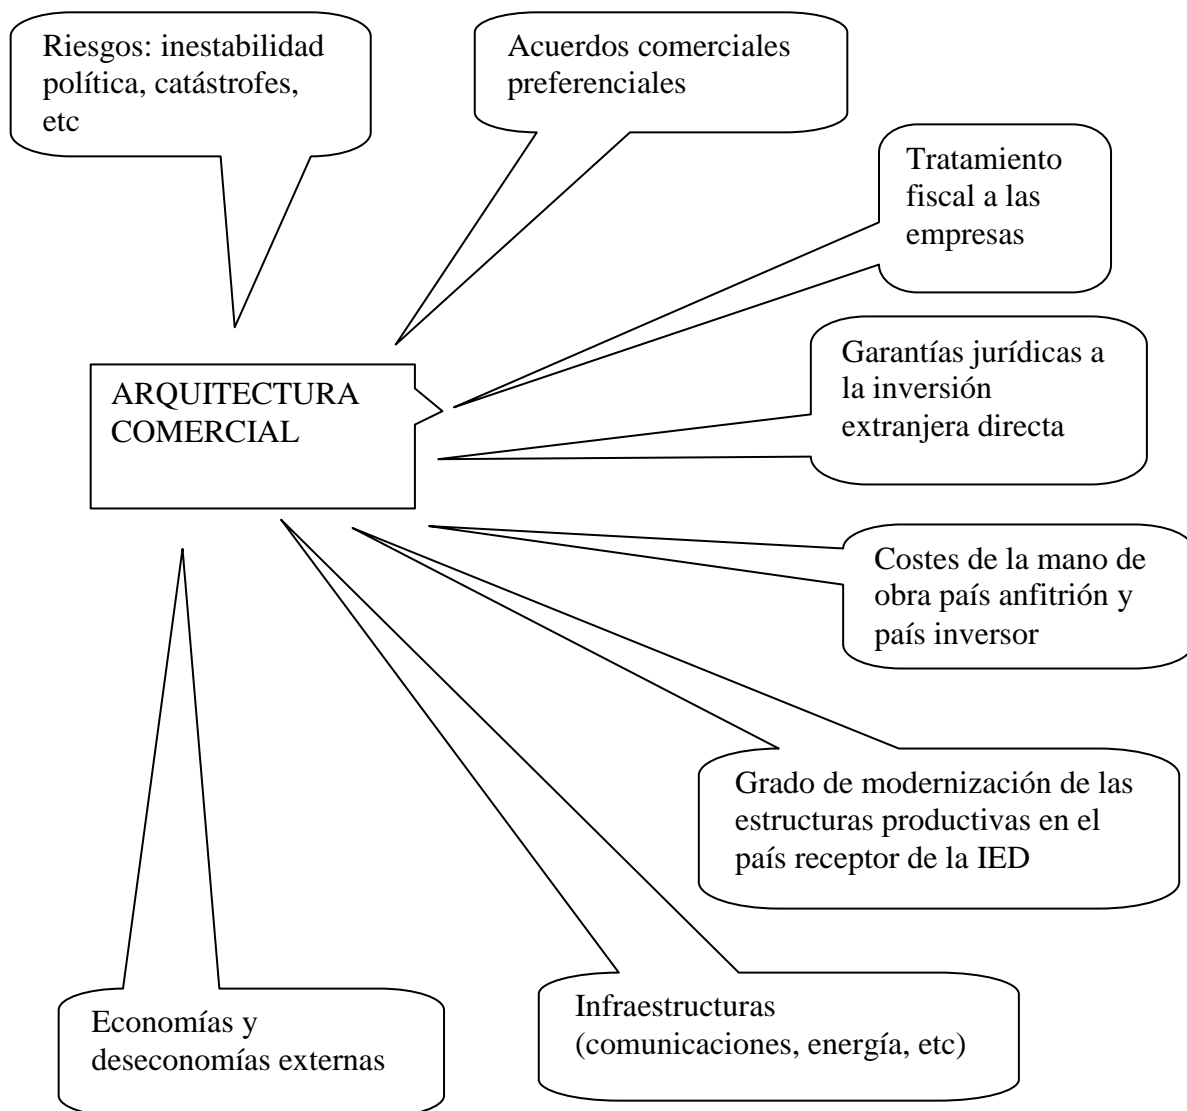 Riesgos: inestabilidad
política, catástrofes,
etc
Acuerdos comerciales
preferenciales
Tratamiento
fiscal a las
empresas
Garantías jurídicas a
la inversión
extranjera directa
ARQUITECTURA
COMERCIAL
Costes de la mano de
obra país anfitrión y
país inversor
Grado de modernización de las
estructuras productivas en el
país receptor de la IED
Infraestructuras
(comunicaciones, energía, etc)
Economías y
deseconomías externas